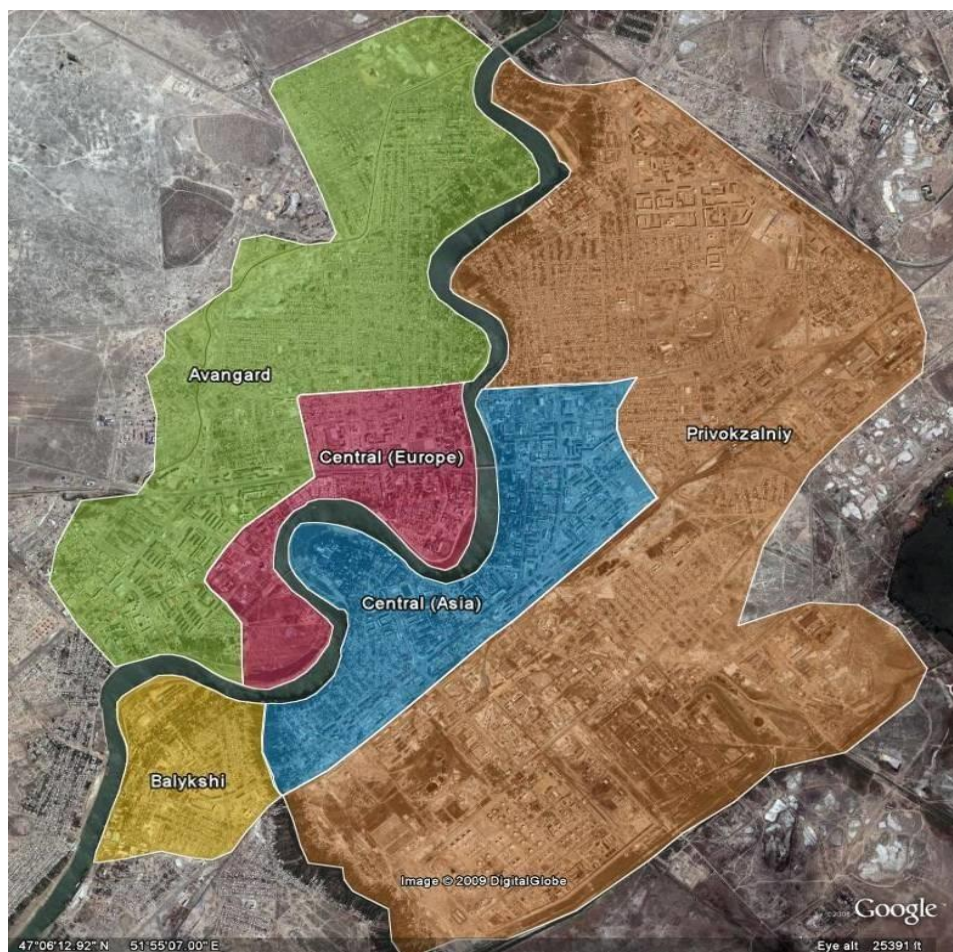 Avangard
Central (Europe)
Privokzalniy
Central (Asia)
Balykshi
Image © 2009 DigitalGlobe
Google
47°06'12.92" N 51°55'07.00" E
Eye alt 25391 ft